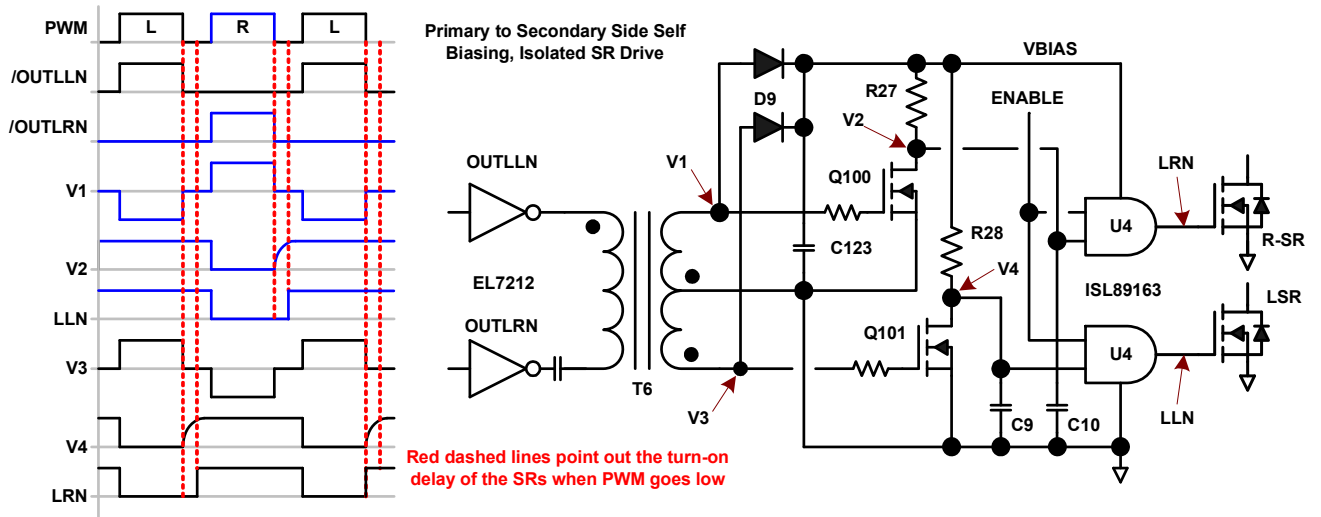 PWM
L
R
L
/OUTLLN
/OUTLRN
V1
V2
LLN
V3
V4
LRN
Primary to Secondary Side Self
Biasing, Isolated SR Drive
VBIAS
D9
R27
ENABLE
V2
V1
OUTLLN
Q100
LRN
U4
R-SR
C123
R28
V4
EL7212
ISL89163
LSR
OUTLRN
Q101
U4
T6
V3
C9
C10
LLN
Red dashed lines point out the turn-on
delay of the SRs when PWM goes low